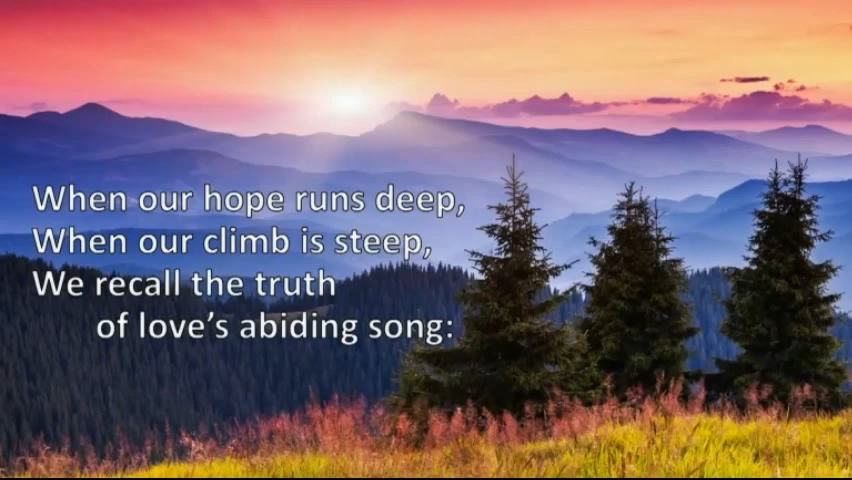 When our hope runs deep,
When our climb is steep,
We recall the truth
of love’s abiding song: